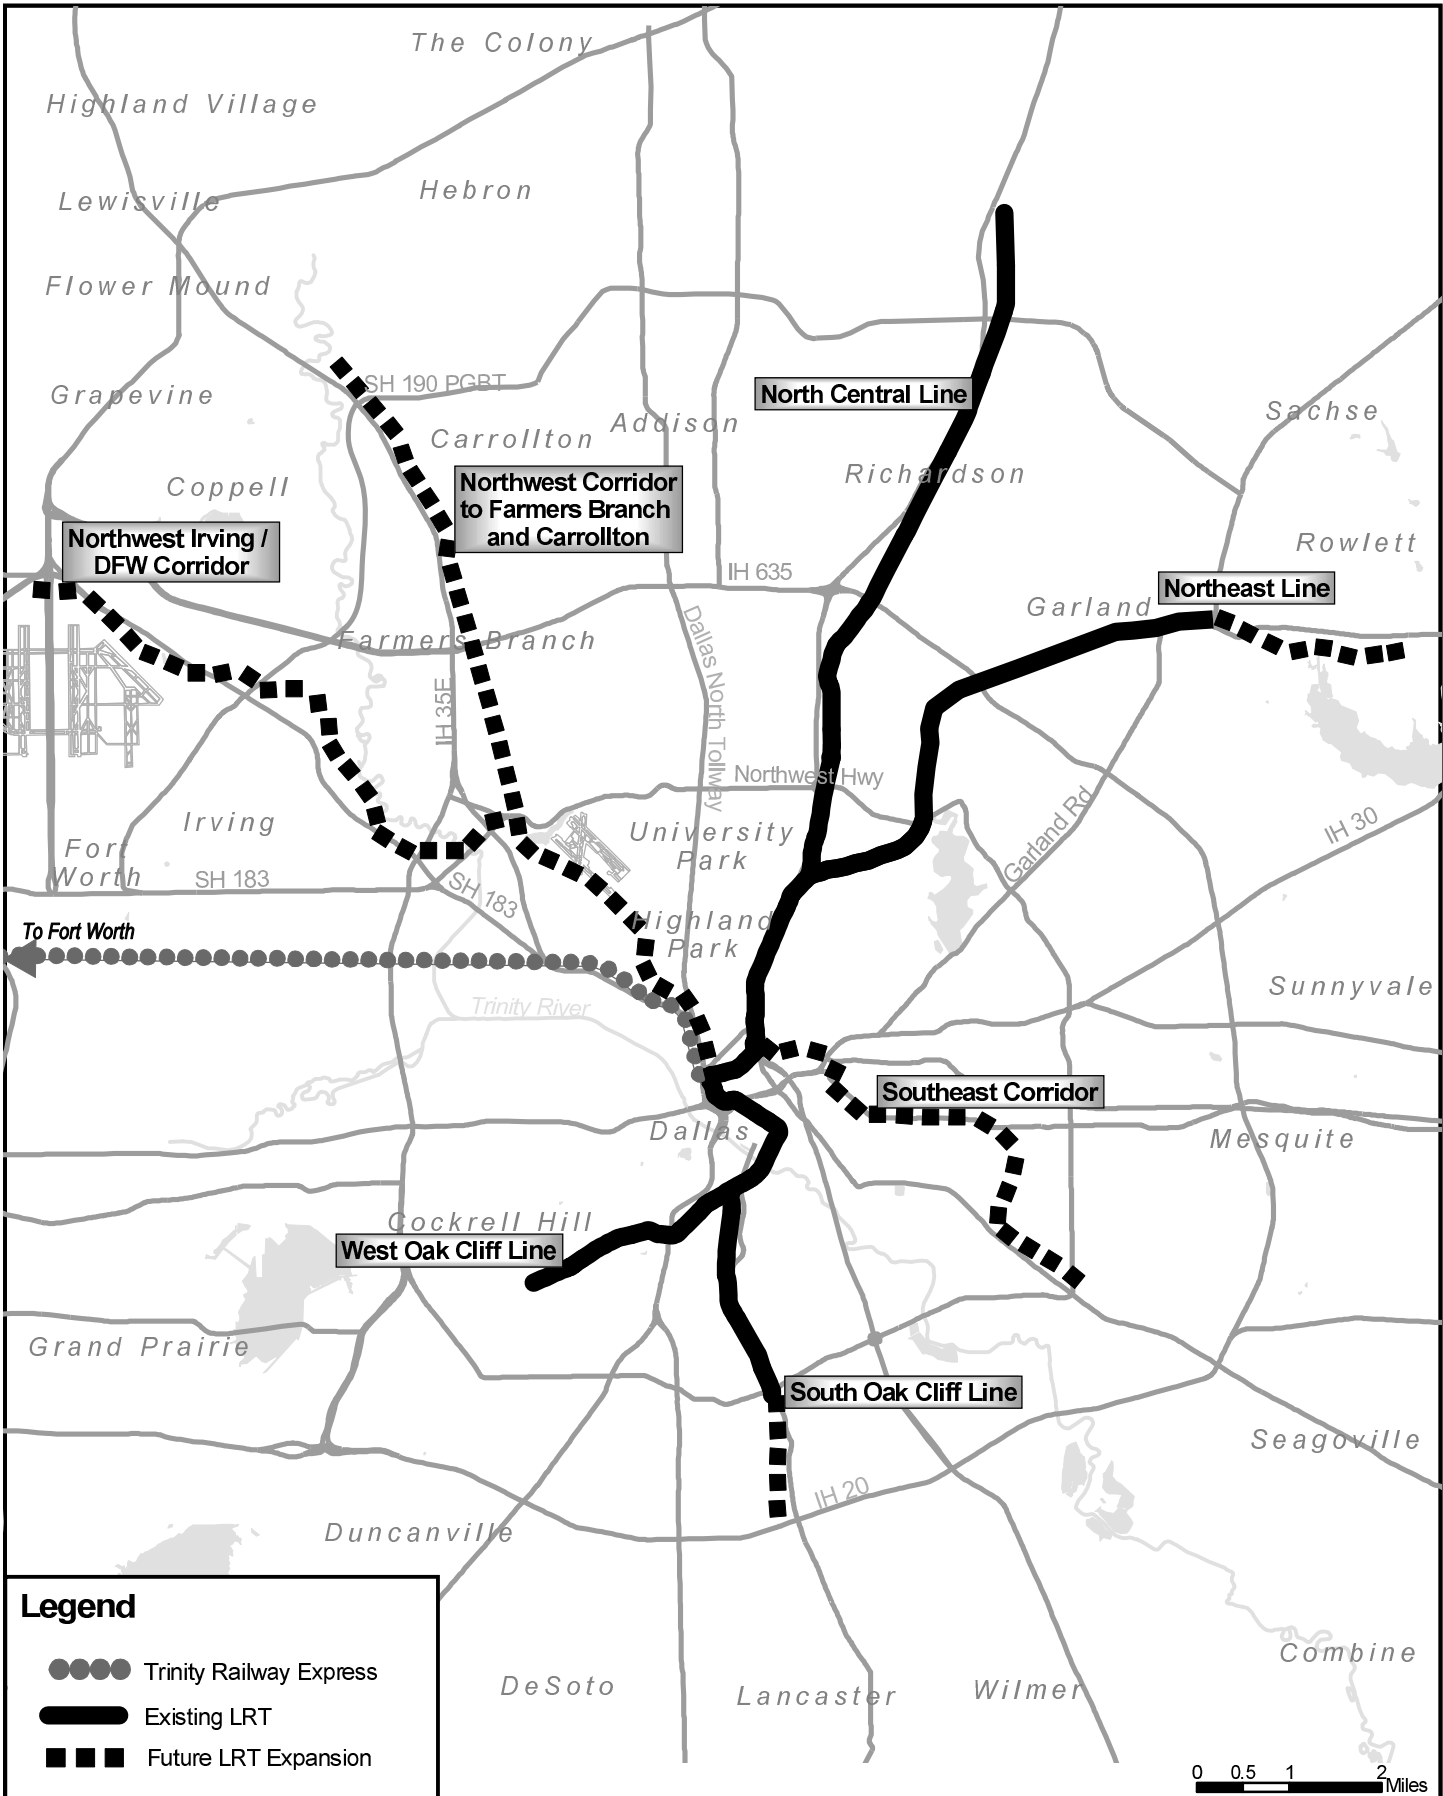 The Colony
Highland Village
Lewisville
Hebron
Flower Mound
SH 190 PGBT
Grapevine
North Central Line
Addison
Sachse
Carrollton
Richardson
Coppell
Northwest Corridor
to Farmers Branch
and Carrollton
Northwest Irving /
DFW Corridor
Rowlett
IH 635
Northeast Line
Garland
Farmers Branch
Dallas North Tollway
IH 35E
Northwest Hwy
Irving
University
Park
Garland Rd
IH 30
Fort
Worth
SH 183
SH 183
Highland
Park
To Fort Worth
Sunnyvale
Trinity River
Southeast Corridor
Dallas
Mesquite
Cockrell Hill
West Oak Cliff Line
Grand Prairie
South Oak Cliff Line
Seagoville
IH 20
Duncanville
Legend
Trinity Railway Express
Existing LRT
Future LRT Expansion
DeSoto
Lancaster
Wilmer
Combine
0 0.5 1 2
Miles